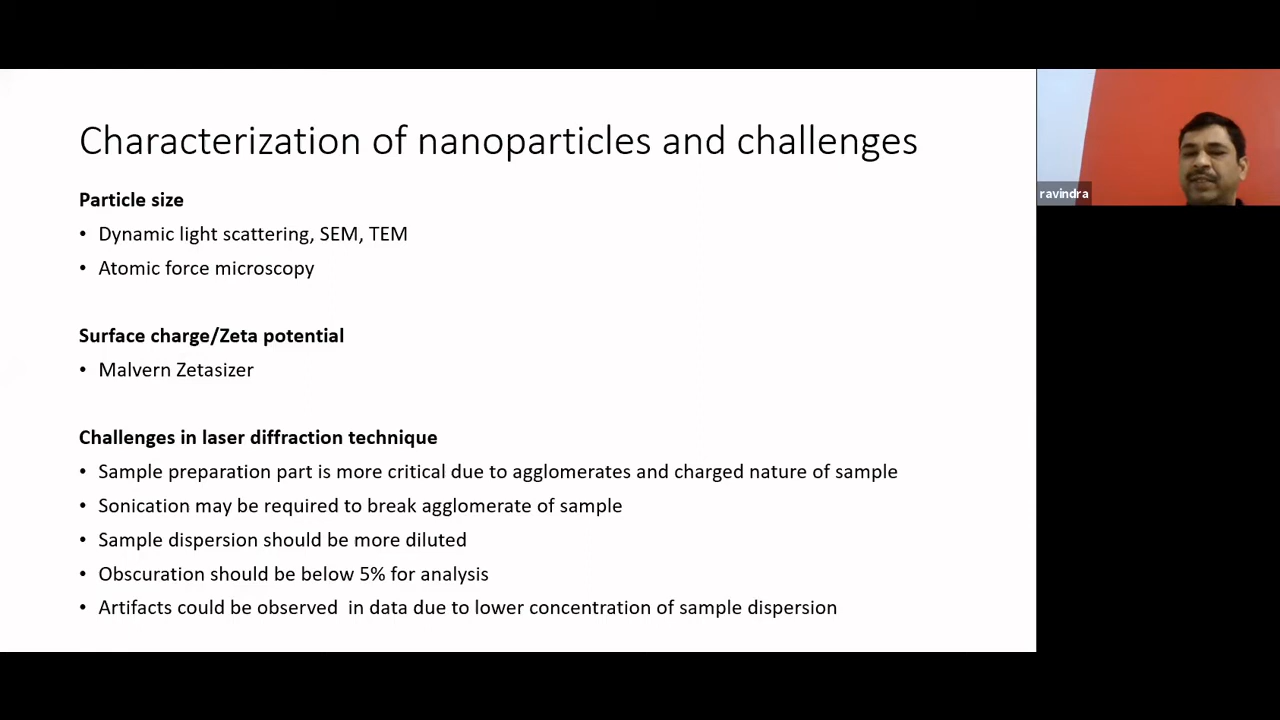 Characterization of nanoparticles and challenges
Particle size
• Dynamic light scattering, SEM, TEM
• Atomic force microscopy
Surface charge/Zeta potential
• Malvern Zetasizer
Challenges in laser diffraction technique
• Sample preparation part is more critical due to agglomerates and charged nature of sample
• Sonication may be required to break agglomerate of sample
• Sample dispersion should be more diluted
• Obscuration should be below 5% for analysis
• Artifacts could be observed  in data due to lower concentration of sample dispersion
ravindra